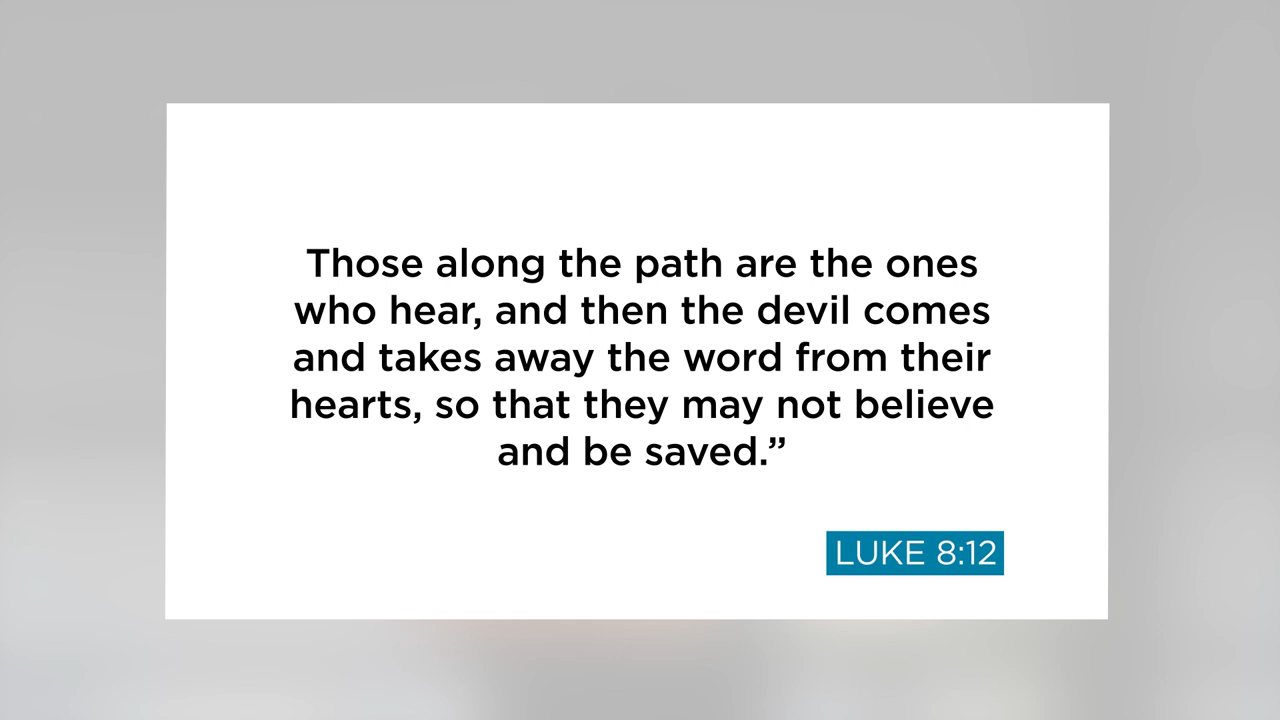 Those along the path are the ones
who hear, and then the devil comes
and takes away the word from their
hearts, so that they may not believe
and be saved.”
LUKE 8:12